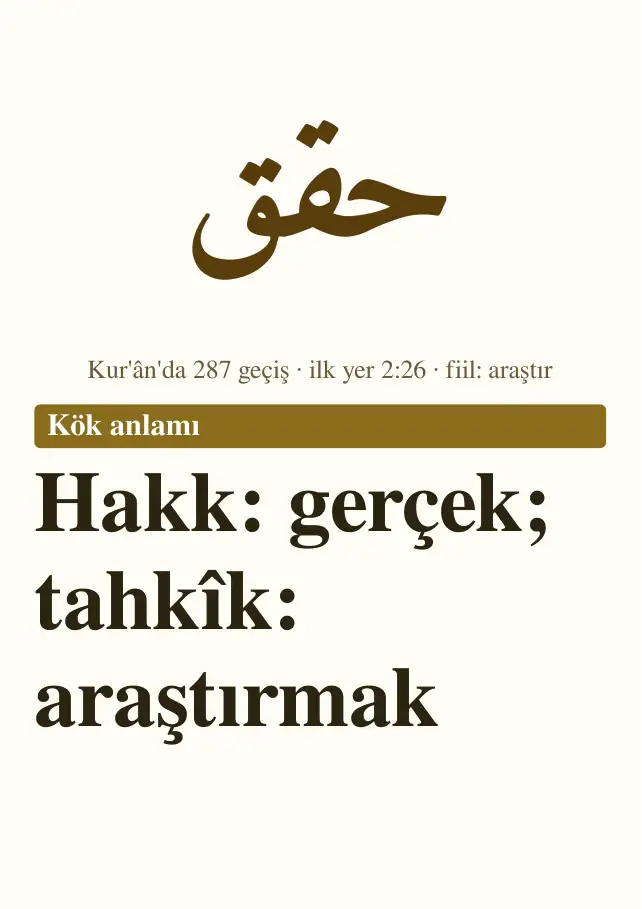 حقق
Kur'ân'da 287 geçiş · ilk yer 2:26 · fiil: araştır
Kök anlamı
Hakk: gerçek;
tahkîk:
araştırmak